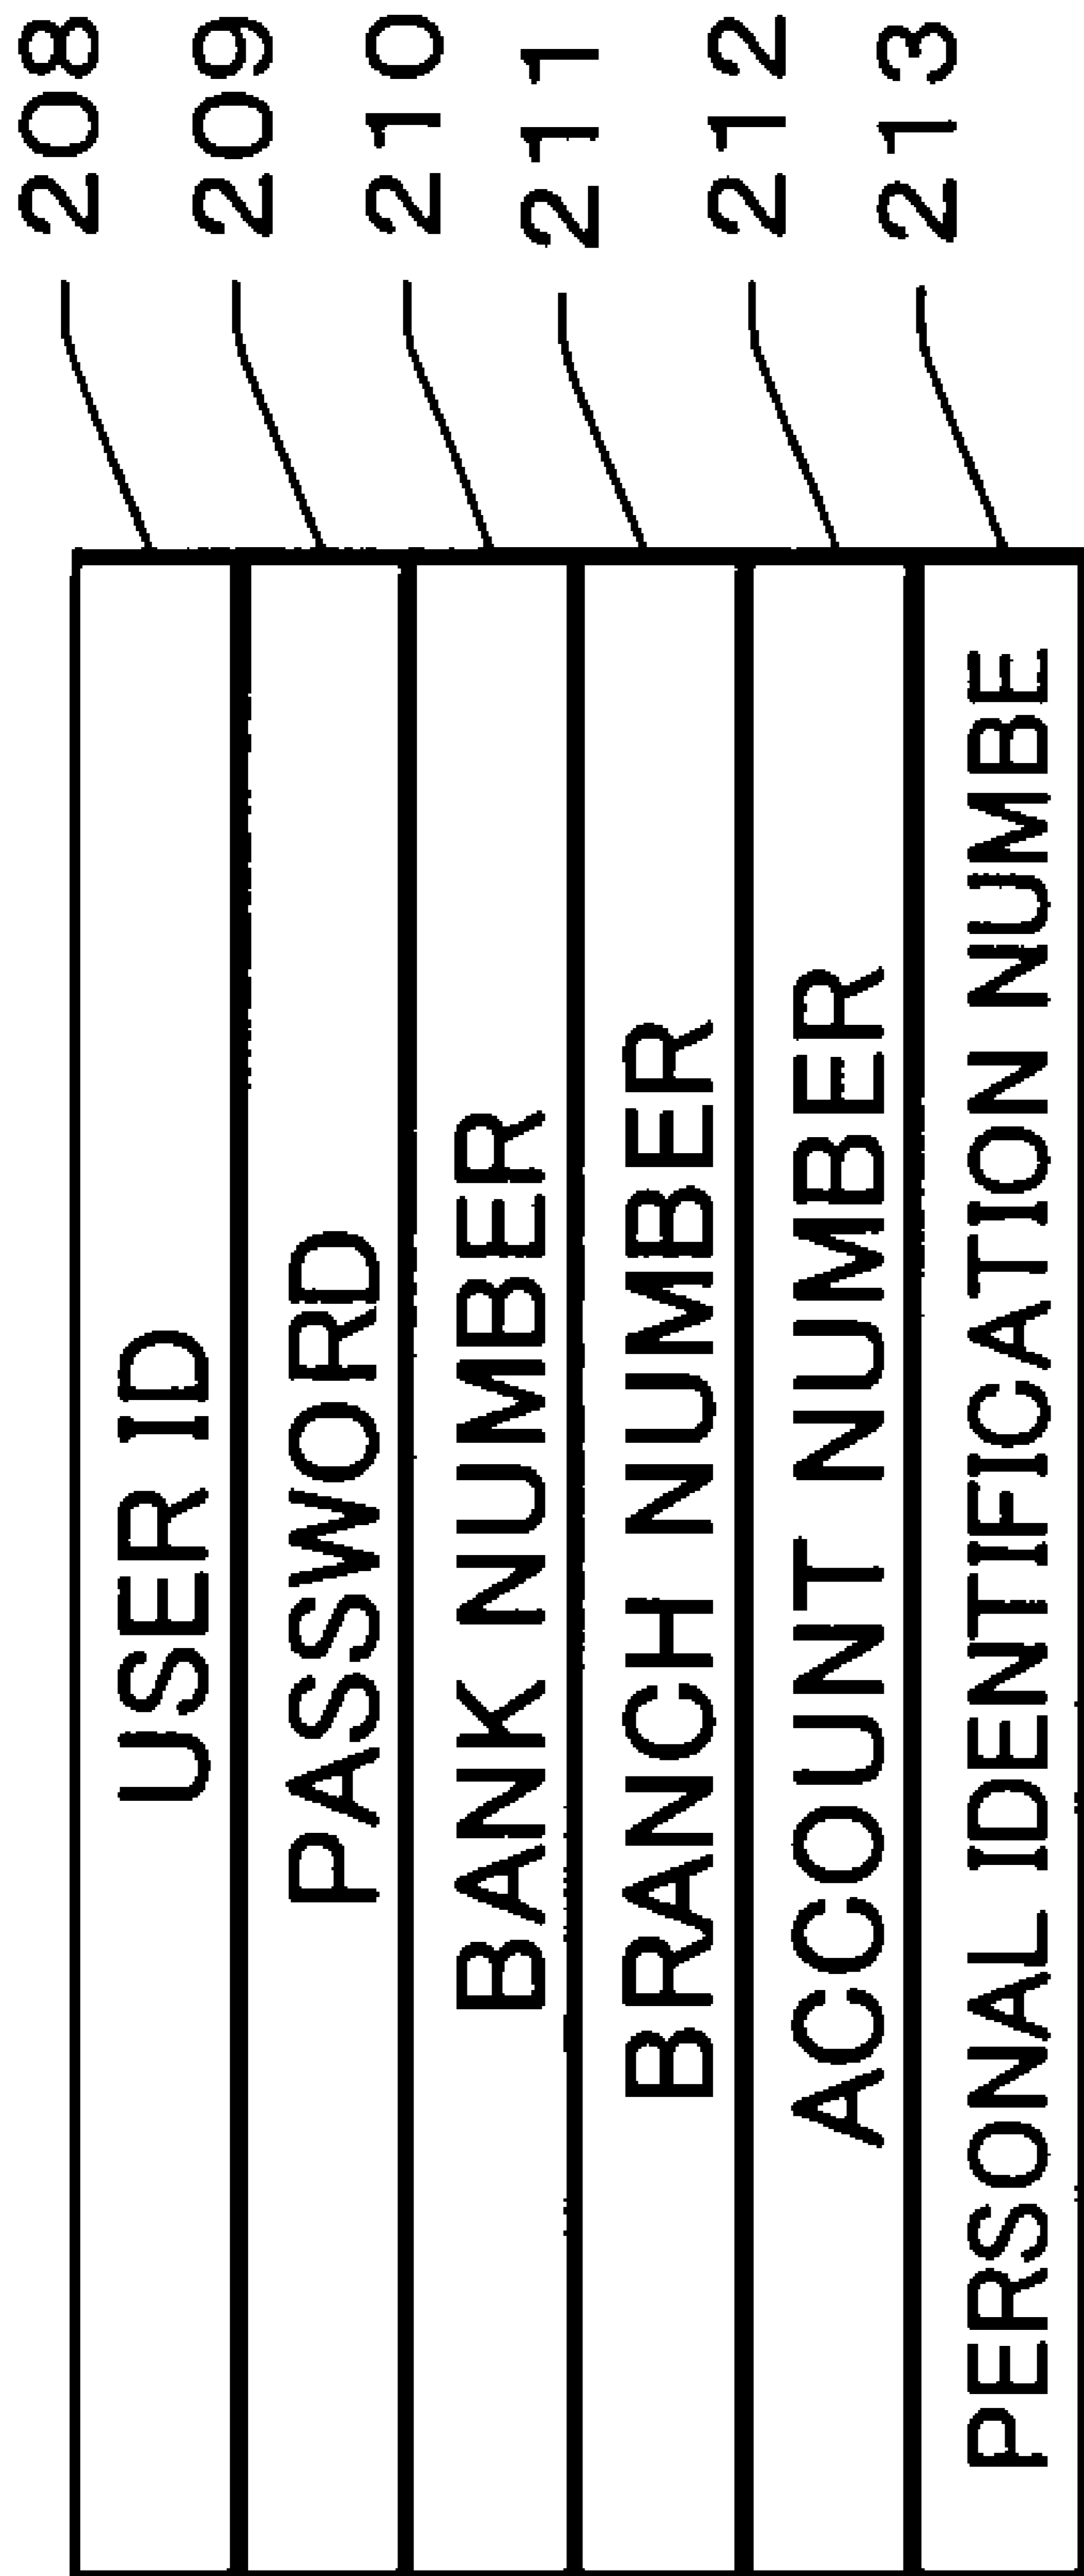 USER ID 208
PASSWORD 209
BANK NUMBER 210
BRANCH NUMBER 211
ACCOUNT NUMBER 212
PERSONAL IDENTIFICATION NUMBE 213